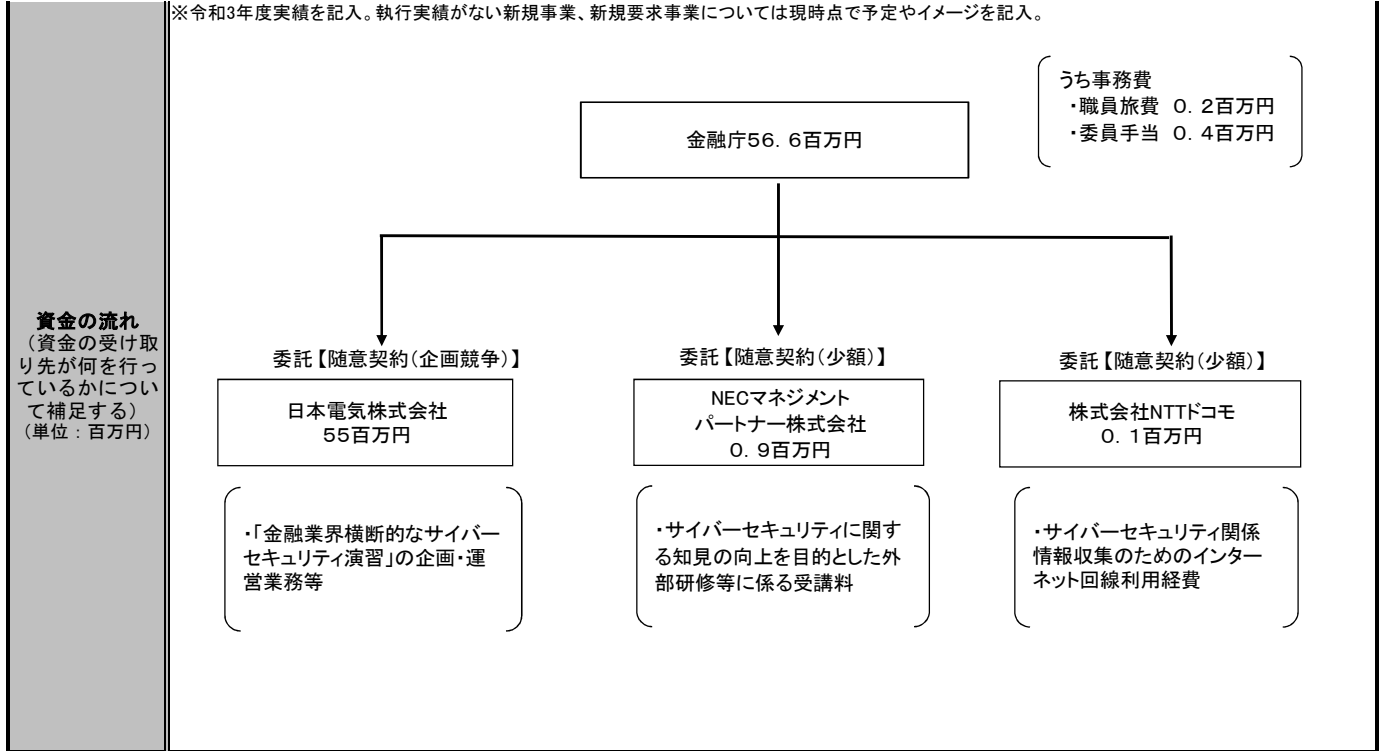 ※令和3年度実績を記入。執行実績がない新規事業、新規要求事業については現時点で予定やイメージを記入。
うち事務費
・職員旅費 0.2百万円
・委員手当 0.4百万円
金融庁56.6百万円
資金の流れ
(資金の受け取
り先が何を行っ
ているかについ
て補足する)
(単位:百万円)
委託【随意契約(企画競争)】
日本電気株式会社
55百万円
・「金融業界横断的なサイバー
セキュリティ演習」の企画・運
営業務等
委託【随意契約(少額)】
NECマネジメント
パートナー株式会社
0.9百万円
・サイバーセキュリティに関す
る知見の向上を目的とした外
部研修等に係る受講料
委託【随意契約(少額)】
株式会社NTTドコモ
0.1百万円
・サイバーセキュリティ関係
情報収集のためのインター
ネット回線利用経費